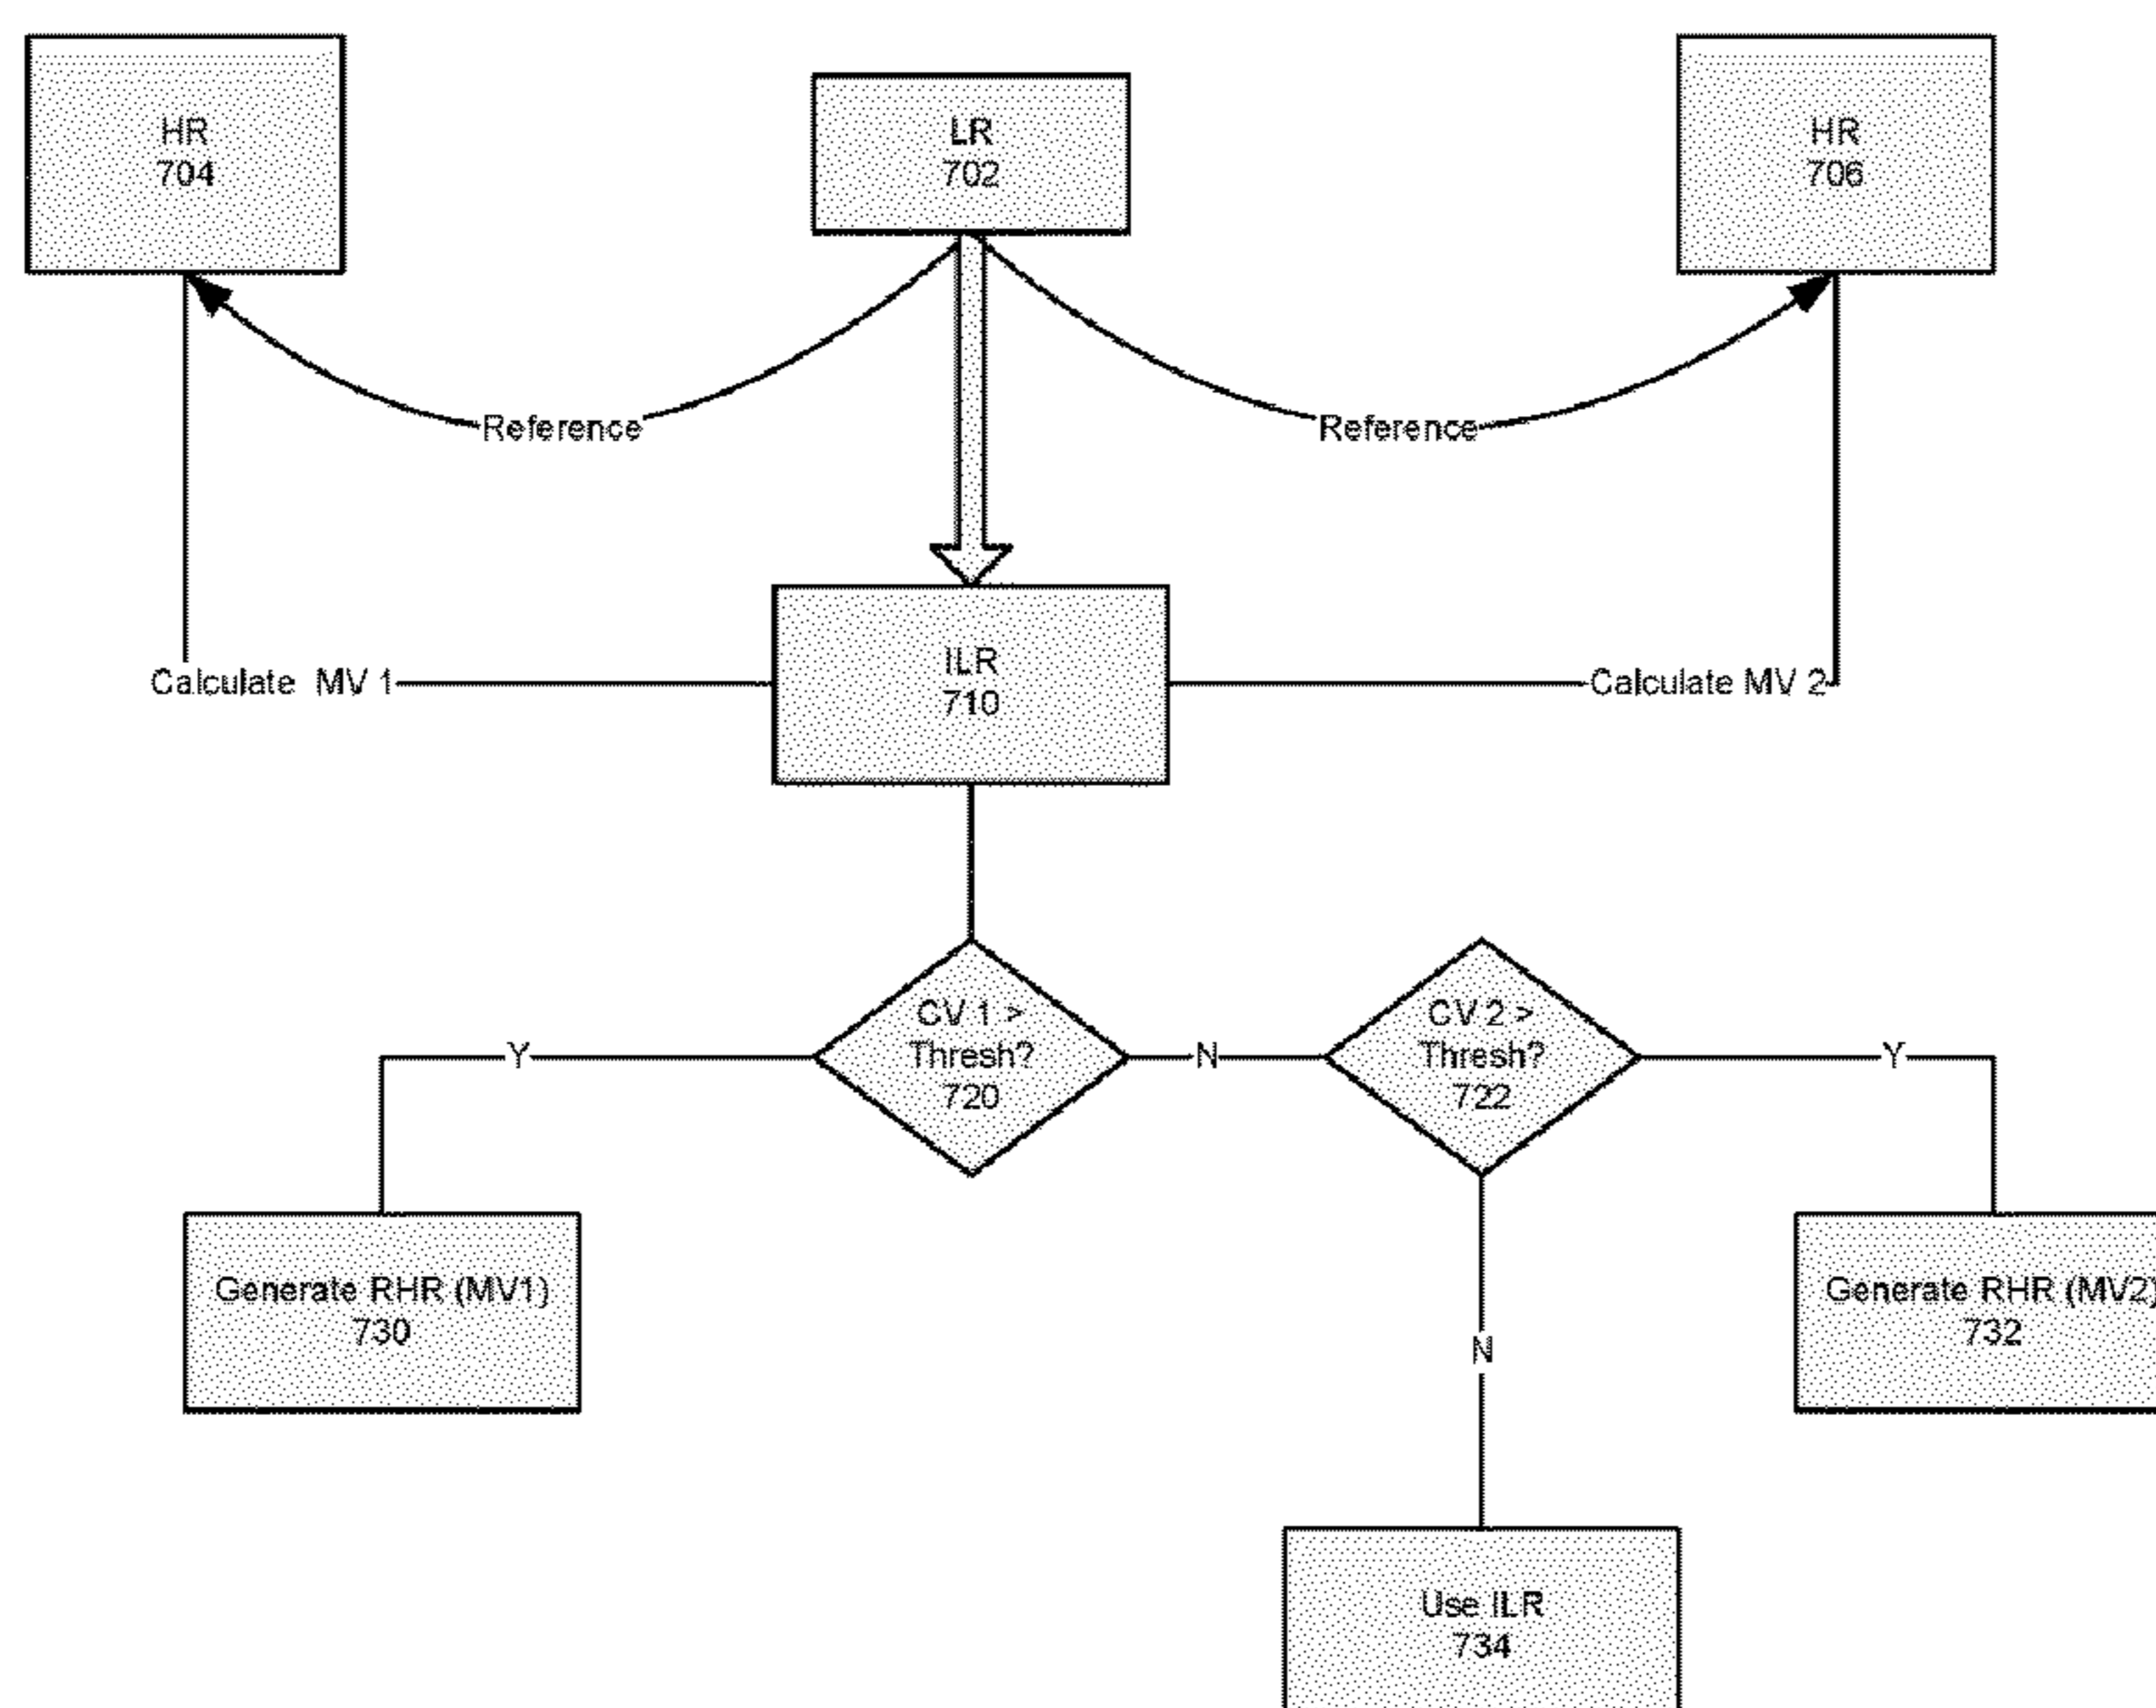 HR
704
LR
702
HR
706
Reference
Reference
Calculate MV 1
ILR
710
Calculate MV 2
CV 1 >
Thresh?
720
N
CV 2 >
Thresh?
722
Y
Y
Generate RHR (MV1)
730
Generate RHR (MV2)
732
N
Use ILR
734